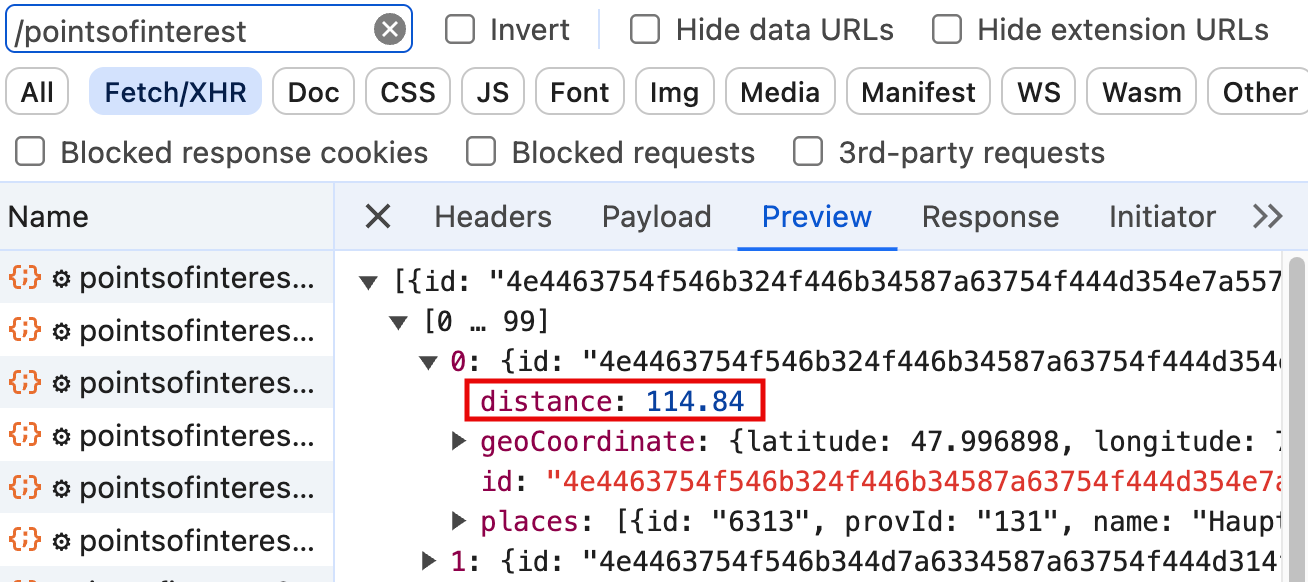 /pointsofinterest Invert Hide data URLs Hide extension URLs
All Fetch/XHR Doc CSS JS Font Img Media Manifest WS Wasm Other
Blocked response cookies Blocked requests 3rd-party requests
Name Headers Payload Preview Response Initiator
pointsofinteres… [{id: "4e4463754f546b324f446b34587a63754f444d354e7a557
[0 … 99]
pointsofinteres…
0: {id: "4e4463754f546b324f446b34587a63754f444d354
pointsofinteres… distance: 114.84
pointsofinteres… geoCoordinate: {latitude: 47.996898, longitude: 7
pointsofinteres… id: "4e4463754f546b324f446b34587a63754f444d354e7a
places: [{id: "6313", provId: "131", name: "Haupt
pointsofinteres…
1: {id: "4e4463754f546b344d7a6334587a63754f444d314